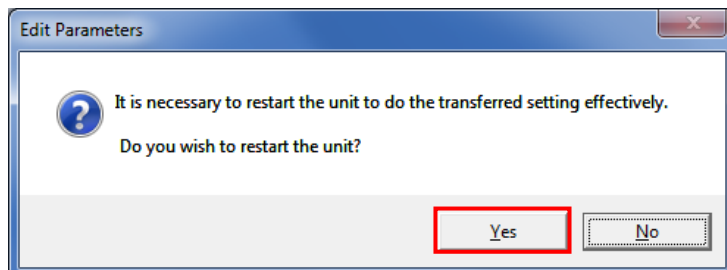 Edit Parameters
It is necessary to restart the unit to do the transferred setting effectively.
Do you wish to restart the unit?
Yes No